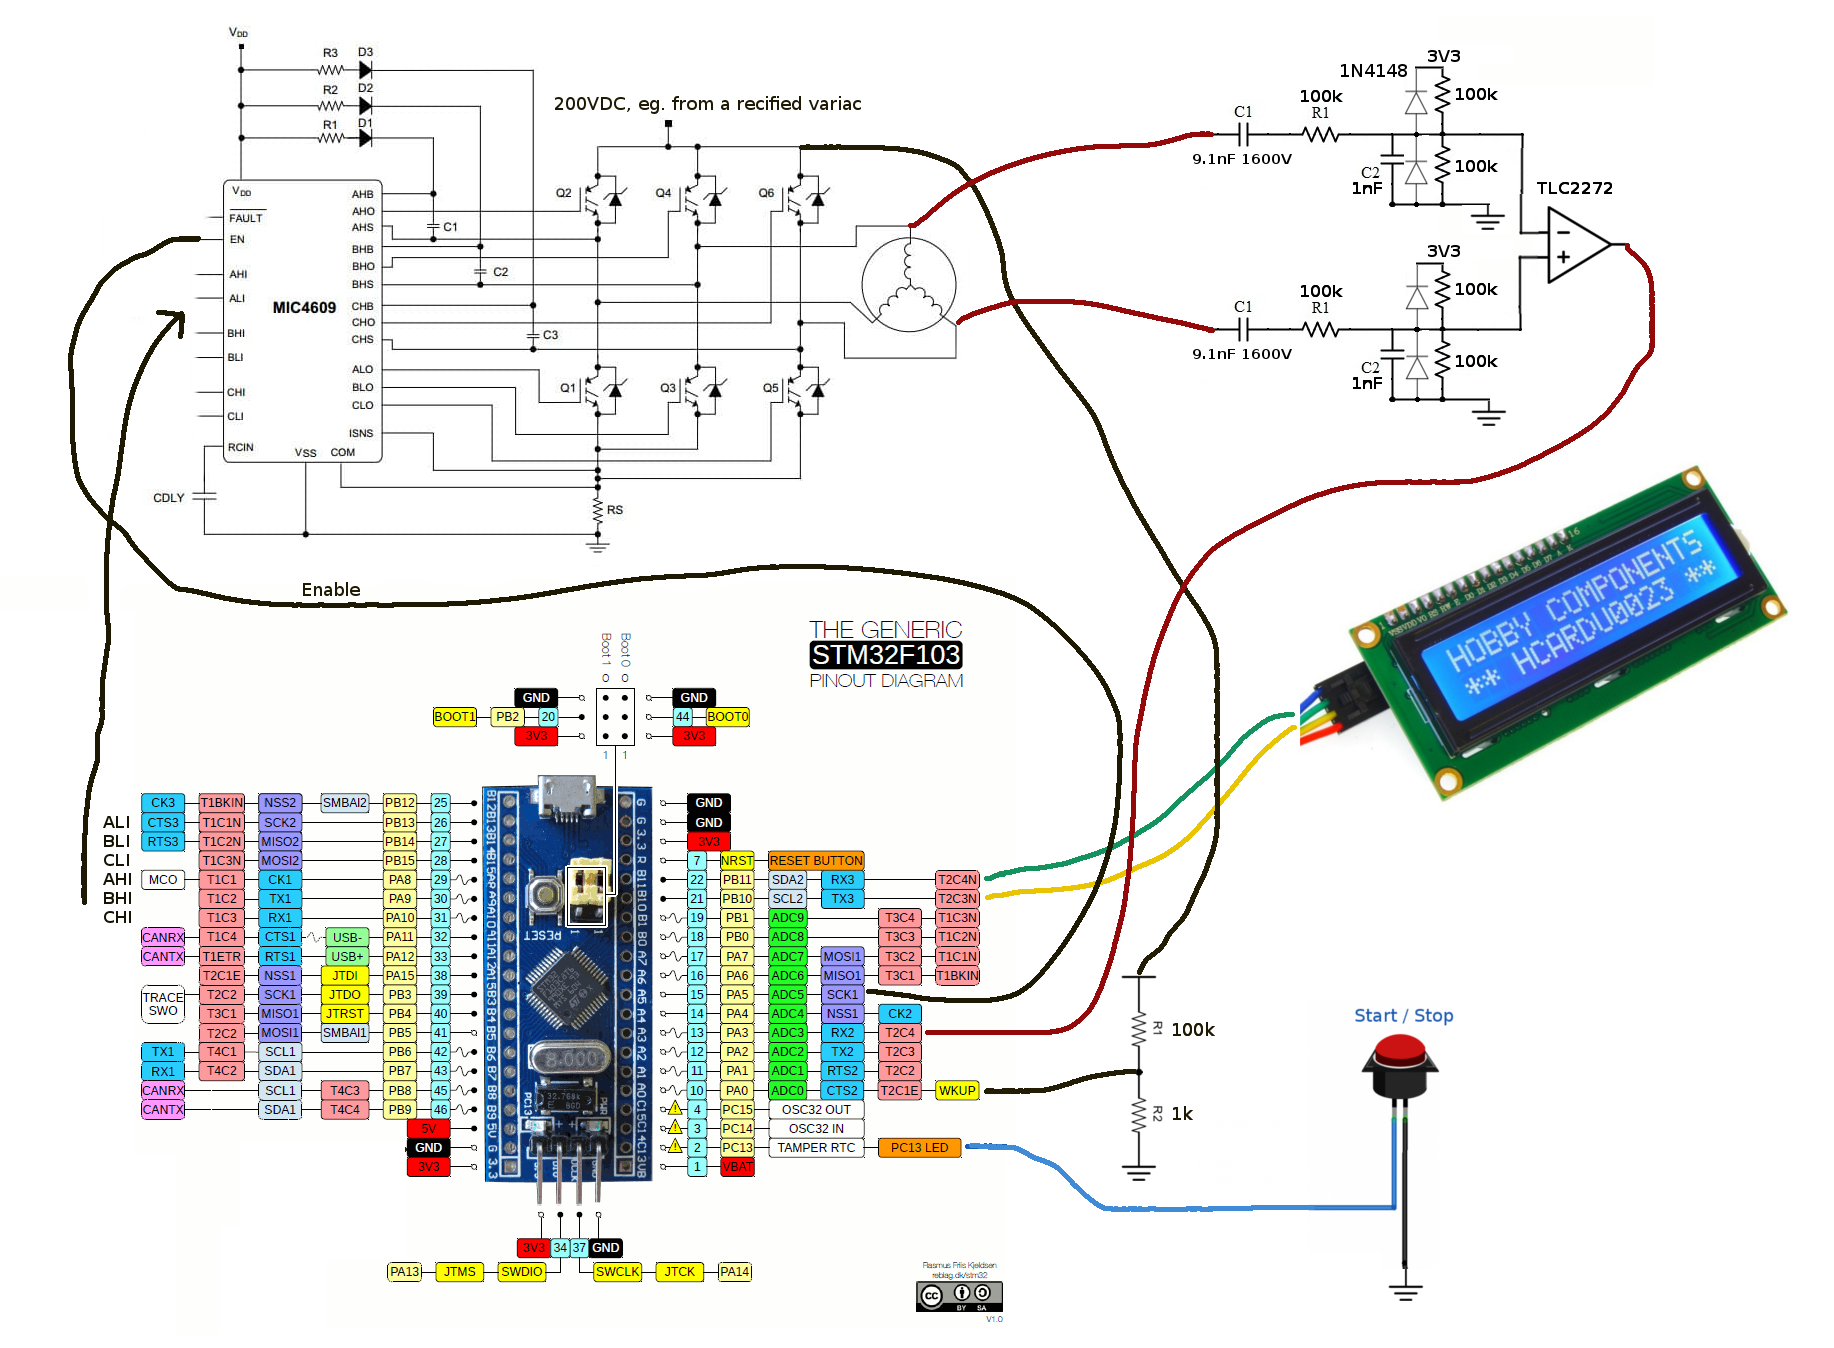 VDD
R3 D3
R2 D2
R1 D1
200VDC, eg. from a recified variac
VDD
FAULT
EN
AHI
ALI
BHI
BLI
CHI
CLI
RCIN
MIC4609
VSS COM
AHB
AHO
AHS
BHB
BHO
BHS
CHB
CHO
CHS
ALO
BLO
CLO
ISNS
C1
C2
C3
CDLY
Q2 Q4 Q6
Q1 Q3 Q5
RS
Enable
3V3
1N4148
100k
C1 R1
9.1nF 1600V
100k
100k
C2
1nF
TLC2272
3V3
100k
C1 R1
9.1nF 1600V
100k
100k
C2
1nF
HOBBY COMPONENTS
** HCARDU0023 **
THE GENERIC
STM32F103
PINOUT DIAGRAM
Boot 1 Boot 0
0 0
GND GND
BOOT1 PB2 20 44 BOOT0
3V3 3V3
1 1
CK3 T1BKIN NSS2 SMBAI2 PB12 25
ALI CTS3 T1C1N SCK2 PB13 26
BLI RTS3 T1C2N MISO2 PB14 27
CLI T1C3N MOSI2 PB15 28
AHI MCO T1C1 CK1 PA8 29
BHI T1C2 TX1 PA9 30
CHI T1C3 RX1 PA10 31
CANRX T1C4 CTS1 USB- PA11 32
CANTX T1ETR RTS1 USB+ PA12 33
T2C1E NSS1 JTDI PA15 38
TRACE SWO T2C2 SCK1 JTDO PB3 39
T3C1 MISO1 JTRST PB4 40
T2C2 MOSI1 SMBAI1 PB5 41
TX1 T4C1 SCL1 PB6 42
RX1 T4C2 SDA1 PB7 43
CANRX SCL1 T4C3 PB8 45
CANTX SDA1 T4C4 PB9 46
5V
GND
3V3
RESET
8.000
GND
GND
3V3
7 NRST RESET BUTTON
22 PB11 SDA2 RX3 T2C4N
21 PB10 SCL2 TX3 T2C3N
19 PB1 ADC9 T3C4 T1C3N
18 PB0 ADC8 T3C3 T1C2N
17 PA7 ADC7 MOSI1 T3C2 T1C1N
16 PA6 ADC6 MISO1 T3C1 T1BKIN
15 PA5 ADC5 SCK1
14 PA4 ADC4 NSS1 CK2
13 PA3 ADC3 RX2 T2C4
12 PA2 ADC2 TX2 T2C3
11 PA1 ADC1 RTS2 T2C2
10 PA0 ADC0 CTS2 T2C1E WKUP
4 PC15 OSC32 OUT
3 PC14 OSC32 IN
2 PC13 TAMPER RTC PC13 LED
1 VBAT
3V3 34 37 GND
PA13 JTMS SWDIO SWCLK JTCK PA14
R1 100k
R2 1k
Start / Stop
Rasmus Friis Kjeldsen
reblag.dk/stm32
cc BY SA
V1.0